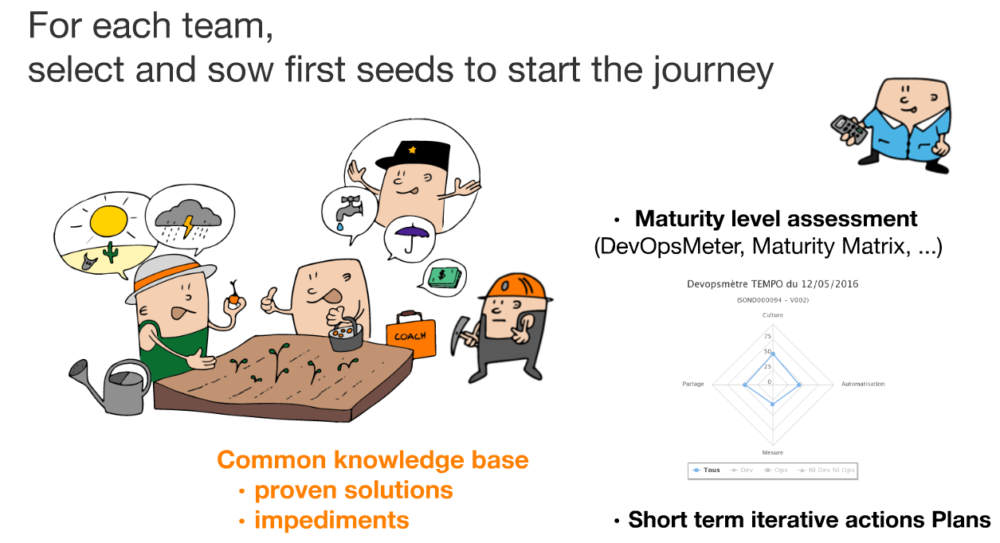 For each team,
select and sow first seeds to start the journey
$
COACH
Common knowledge base
• proven solutions
• impediments
• Maturity level assessment
(DevOpsMeter, Maturity Matrix, ...)
Devopsmètre TEMPO du 12/05/2016
(SOND000094 - V002)
Culture
75
50
25
0
Partage
Automatisation
Mesure
Tous Dev Ops Ni Dev Ni Ops
• Short term iterative actions Plans